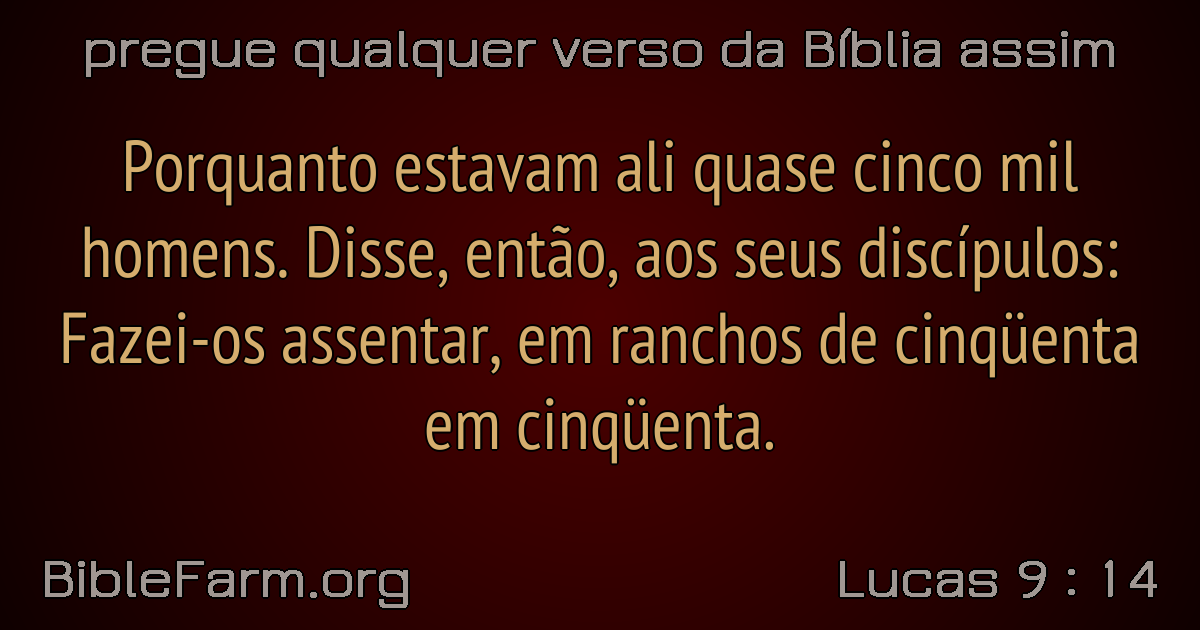 pregue qualquer verso da Bíblia assim
Porquanto estavam ali quase cinco mil
homens. Disse, então, aos seus discípulos:
Fazei-os assentar, em ranchos de cinqüenta
em cinqüenta.
BibleFarm.org
Lucas 9 : 14